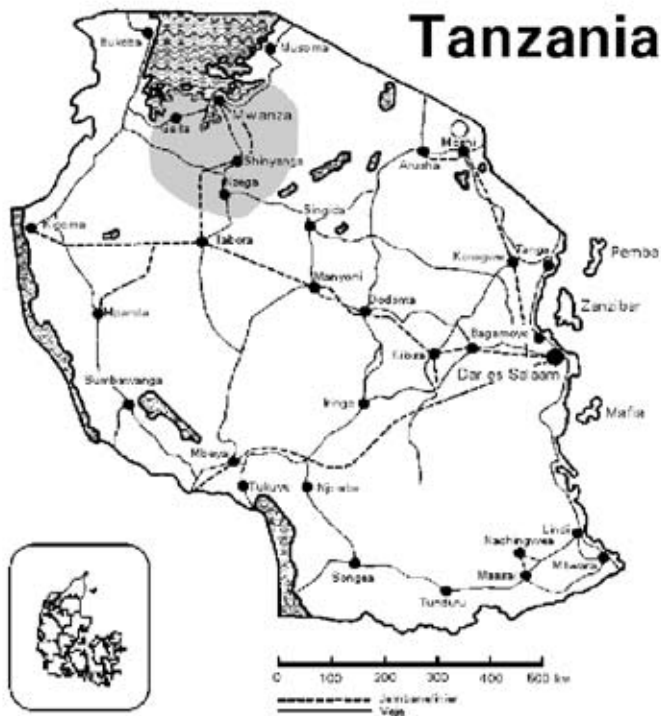 Tanzania
Bukoba
Musoma
Mwanza
Geita
Shinyanga
Nzega
Moshi
Arusha
Kigoma
Tabora
Singida
Korogwe
Tanga
Pemba
Manyoni
Dodoma
Zanzibar
Mpanda
Bagamoyo
Dar es Salaam
Sumbawanga
Iringa
Mafia
Mbeya
Tukuyu
Njombe
Lindi
Nachingwea
Mtwara
Masasi
Songea
Tunduru
0 100 200 300 400 500 km
Jernbanelinier
Veje